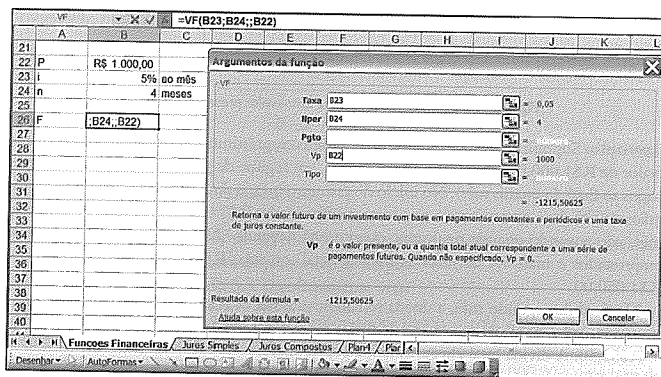 VF =VF(B23;B24;;B22)
A B C D E F G H I J K L
21
22 P R$ 1.000,00
23 i 5% ao mês
24 n 4 meses
25
26 F ;B24;;B22)
27
28
29
30
31
32
33
34
35
36
37
38
39
40
Argumentos da função
VF
Taxa B23 = 0,05
Nper B24 = 4
Pgto = número
Vp B22 = 1000
Tipo = número
= -1215,50625
Retorna o valor futuro de um investimento com base em pagamentos constantes e periódicos e uma taxa
de juros constante.
Vp é o valor presente, ou a quantia total atual correspondente a uma série de
pagamentos futuros. Quando não especificado, Vp = 0.
Resultado da fórmula = -1215,50625
Ajuda sobre esta função OK Cancelar
Funcoes Financeiras / Juros Simples / Juros Compostos / Plan4 / Plan
Desenhar AutoFormas